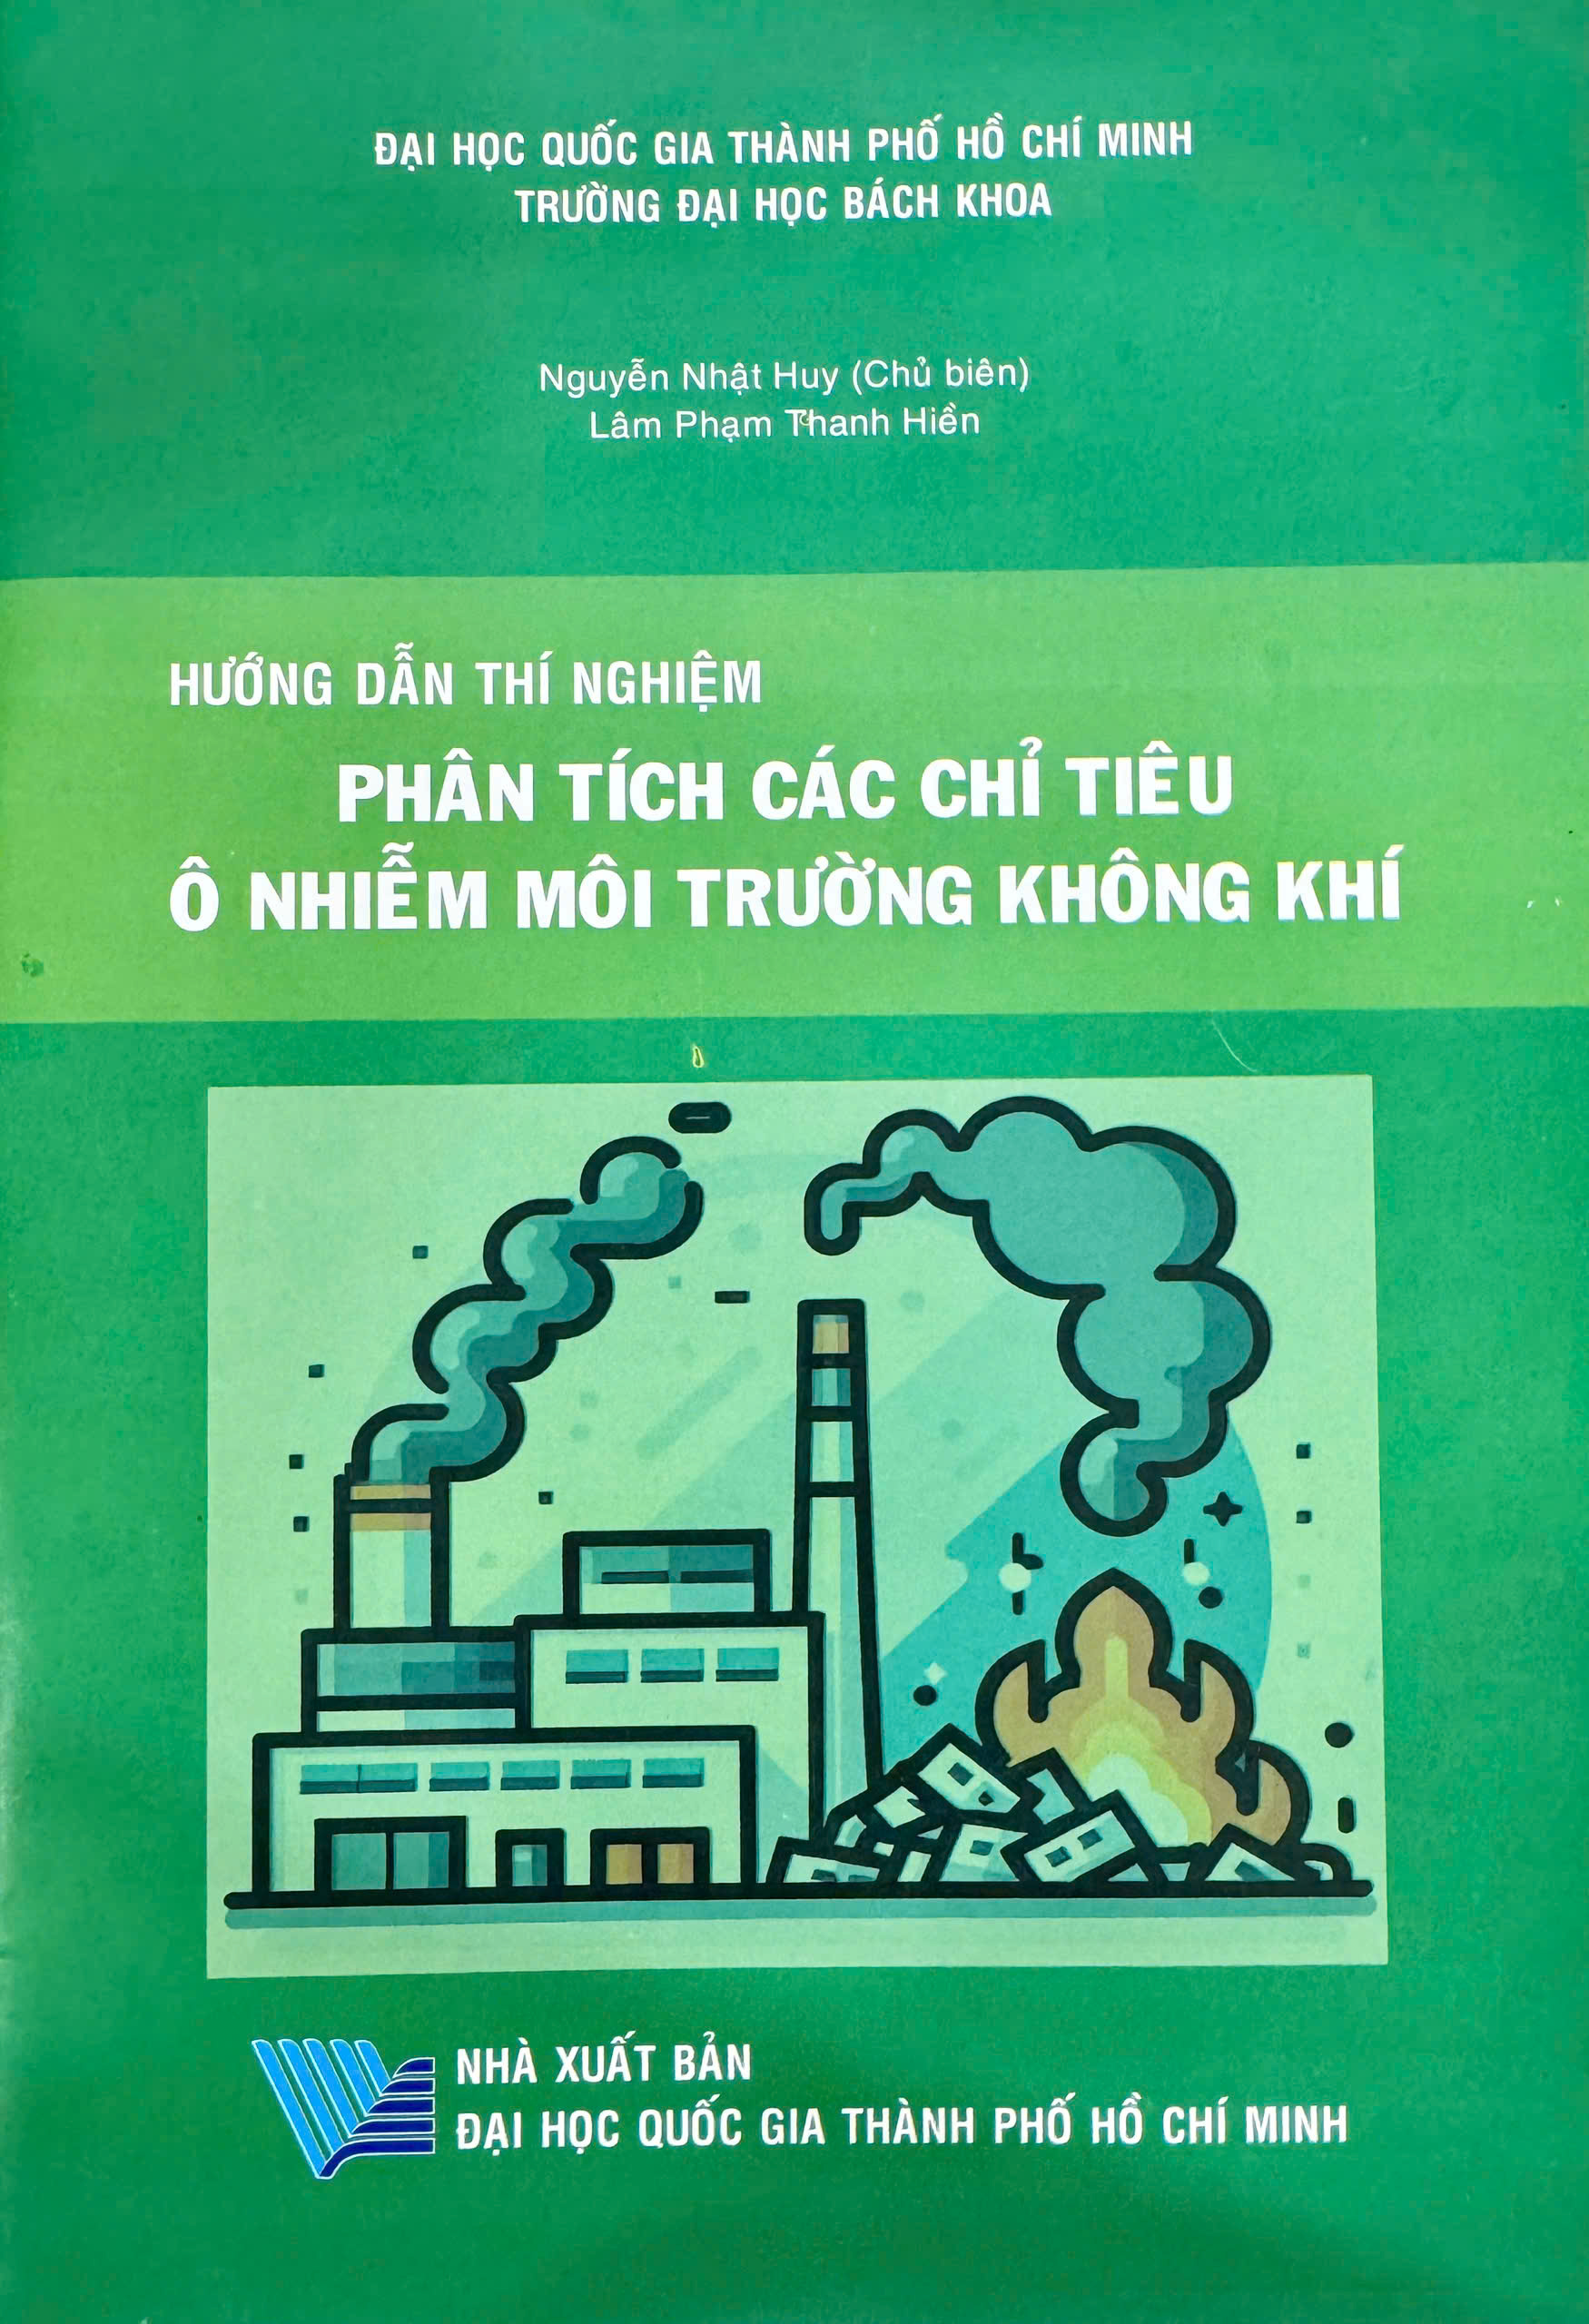 ĐẠI HỌC QUỐC GIA THÀNH PHỐ HỒ CHÍ MINH
TRƯỜNG ĐẠI HỌC BÁCH KHOA
Nguyễn Nhật Huy (Chủ biên)
Lâm Phạm Thanh Hiền
HƯỚNG DẪN THÍ NGHIỆM
PHÂN TÍCH CÁC CHỈ TIÊU
Ô NHIỄM MÔI TRƯỜNG KHÔNG KHÍ
NHÀ XUẤT BẢN
ĐẠI HỌC QUỐC GIA THÀNH PHỐ HỒ CHÍ MINH